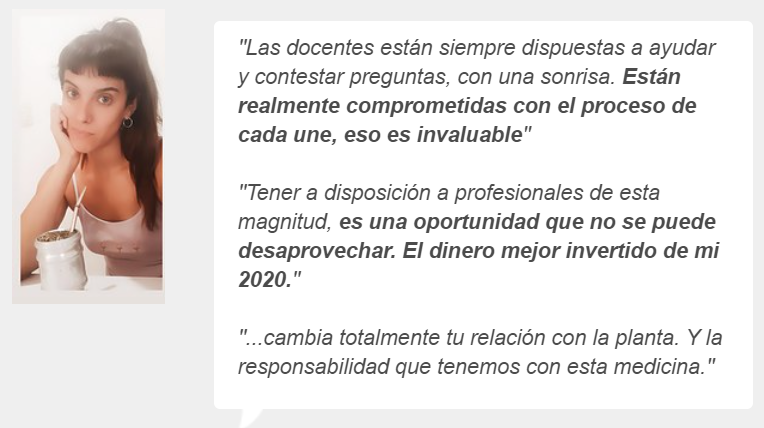 "Las docentes están siempre dispuestas a ayudar
y contestar preguntas, con una sonrisa. Están
realmente comprometidas con el proceso de
cada une, eso es invaluable"
"Tener a disposición a profesionales de esta
magnitud, es una oportunidad que no se puede
desaprovechar. El dinero mejor invertido de mi
2020."
"...cambia totalmente tu relación con la planta. Y la
responsabilidad que tenemos con esta medicina."